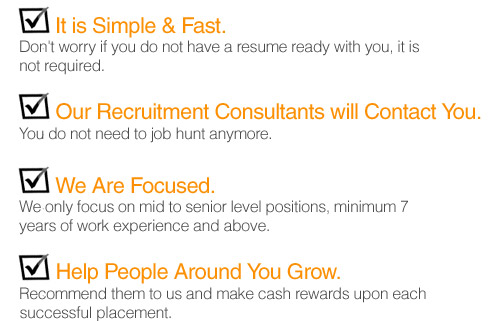 It is Simple & Fast.
Don't worry if you do not have a resume ready with you, it is
not required.
Our Recruitment Consultants will Contact You.
You do not need to job hunt anymore.
We Are Focused.
We only focus on mid to senior level positions, minimum 7
years of work experience and above.
Help People Around You Grow.
Recommend them to us and make cash rewards upon each
successful placement.